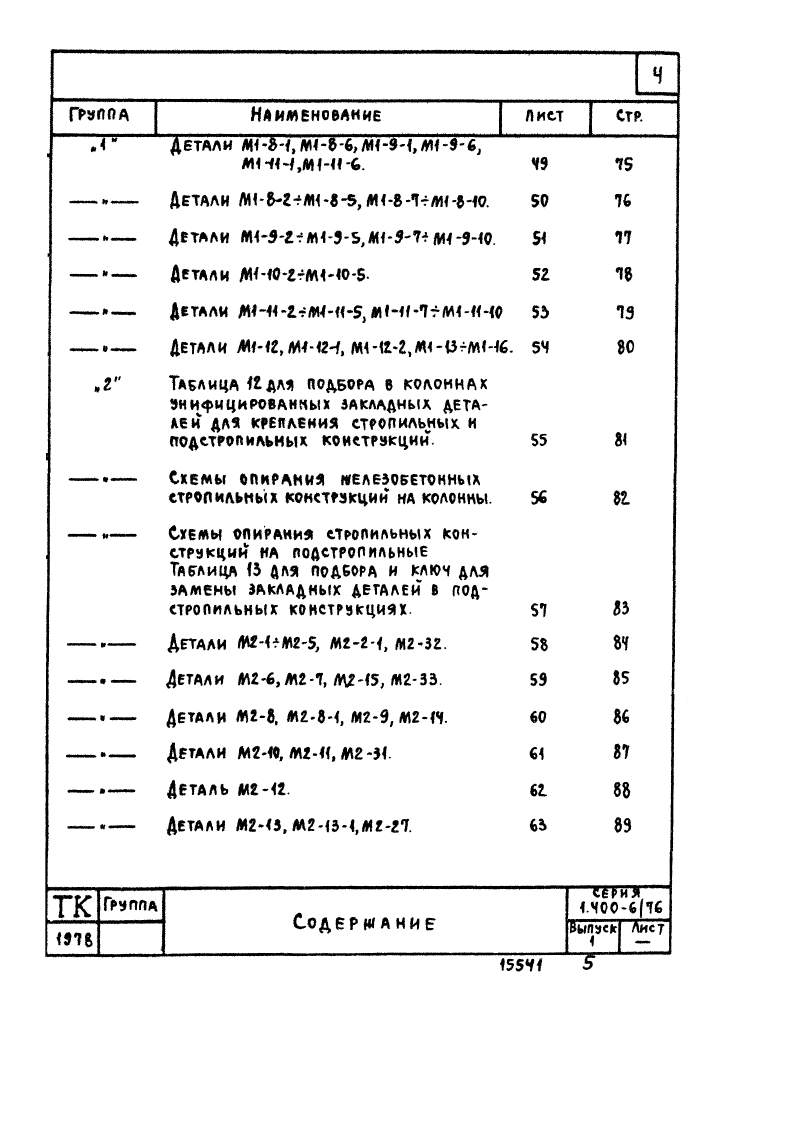 4
Группа Наименование Лист Стр.
„1" Детали М1-8-1, М1-8-6, М1-9-1, М1-9-6,
М1-11-1, М1-11-6. 49 75
—"— Детали М1-8-2÷М1-8-5, М1-8-7÷М1-8-10. 50 76
—"— Детали М1-9-2÷М1-9-5, М1-9-7÷М1-9-10. 51 77
—"— Детали М1-10-2÷М1-10-5. 52 78
—"— Детали М1-11-2÷М1-11-5, М1-11-7÷М1-11-10 53 79
—"— Детали М1-12, М1-12-1, М1-12-2, М1-13÷М1-16. 54 80
„2" Таблица 12 для подбора в колоннах
унифицированных закладных дета-
лей для крепления стропильных и
подстропильных конструкций. 55 81
—"— Схемы опирания железобетонных
стропильных конструкций на колонны. 56 82
—"— Схемы опирания стропильных кон-
струкций на подстропильные
Таблица 13 для подбора и ключ для
замены закладных деталей в под-
стропильных конструкциях. 57 83
—"— Детали М2-1÷М2-5, М2-2-1, М2-32. 58 84
—"— Детали М2-6, М2-7, М2-15, М2-33. 59 85
—"— Детали М2-8, М2-8-1, М2-9, М2-14. 60 86
—"— Детали М2-10, М2-11, М2-31. 61 87
—"— Деталь М2-12. 62 88
—"— Детали М2-13, М2-13-1, М2-27. 63 89
ТК Группа Содержание Серия
1.400-6/76
1978 Выпуск Лист
1 —
15541 5